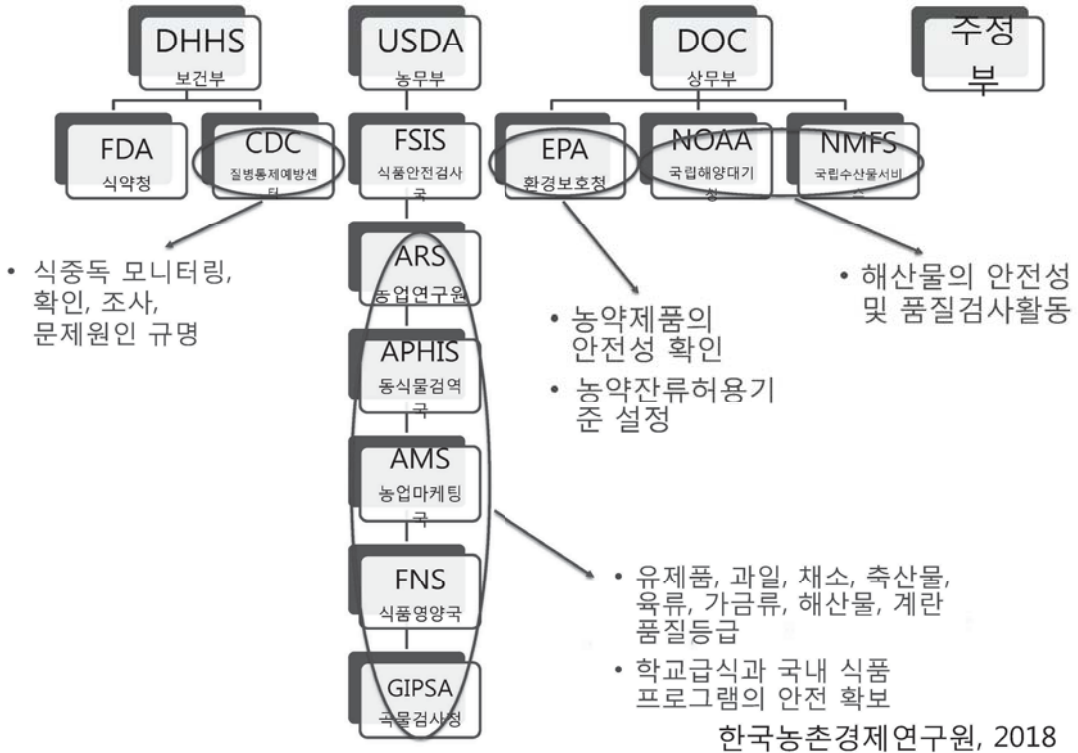 DHHS
보건부
USDA
농무부
DOC
상무부
주정
부
FDA
식약청
CDC
질병통제예방센
터
FSIS
식품안전검사
국
EPA
환경보호청
NOAA
국립해양대기
청
NMFS
국립수산물서비
스
ARS
농업연구원
APHIS
동식물검역
국
AMS
농업마케팅
국
FNS
식품영양국
GIPSA
곡물검사청
• 식중독 모니터링,
확인, 조사,
문제원인 규명
• 농약제품의
안전성 확인
• 농약잔류허용기
준 설정
• 해산물의 안전성
및 품질검사활동
• 유제품, 과일, 채소, 축산물,
육류, 가금류, 해산물, 계란
품질등급
• 학교급식과 국내 식품
프로그램의 안전 확보
한국농촌경제연구원, 2018